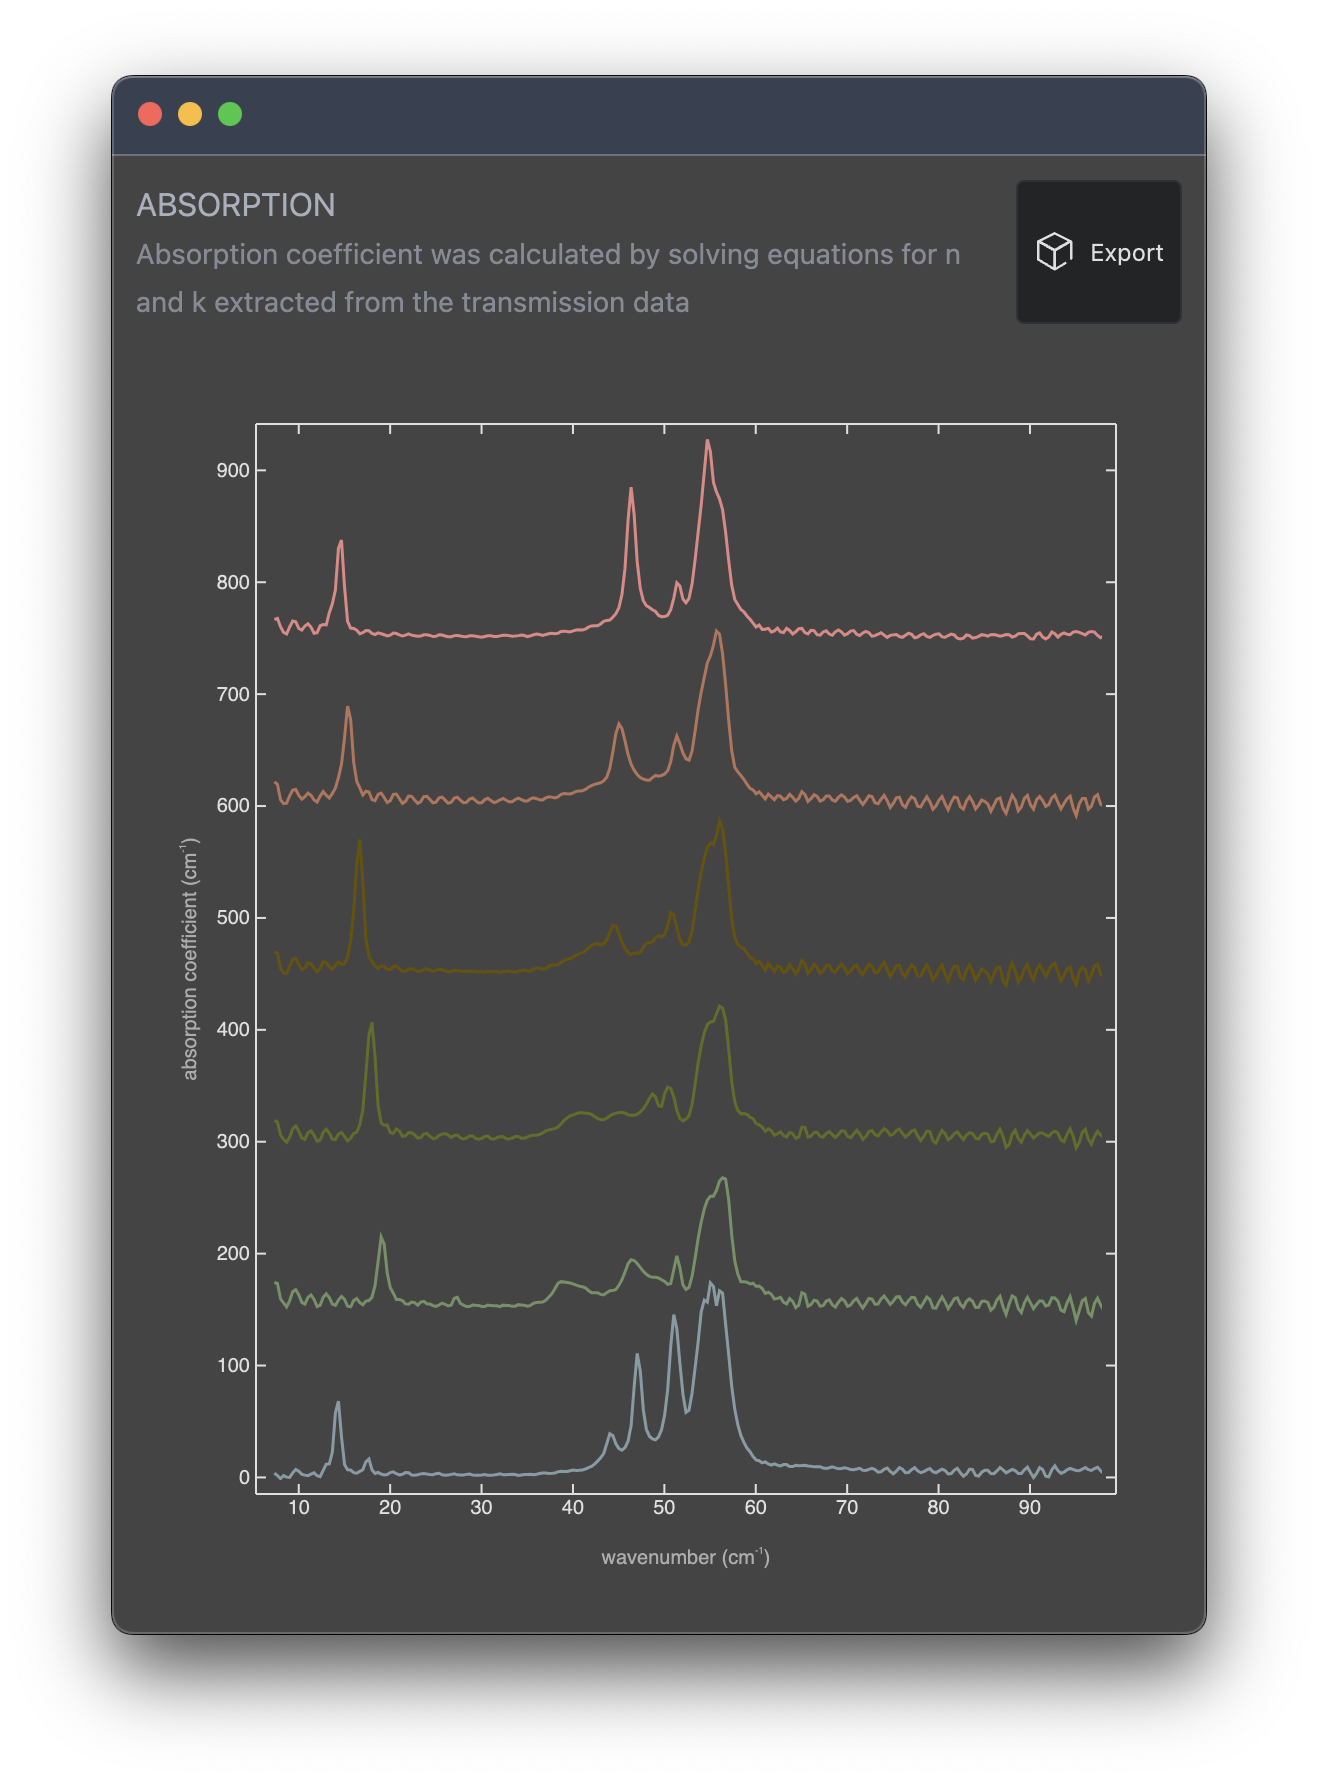 ABSORPTION
Absorption coefficient was calculated by solving equations for n
and k extracted from the transmission data
Export
900
800
700
600
500
400
300
200
100
0
absorption coefficient (cm⁻¹)
10 20 30 40 50 60 70 80 90
wavenumber (cm⁻¹)